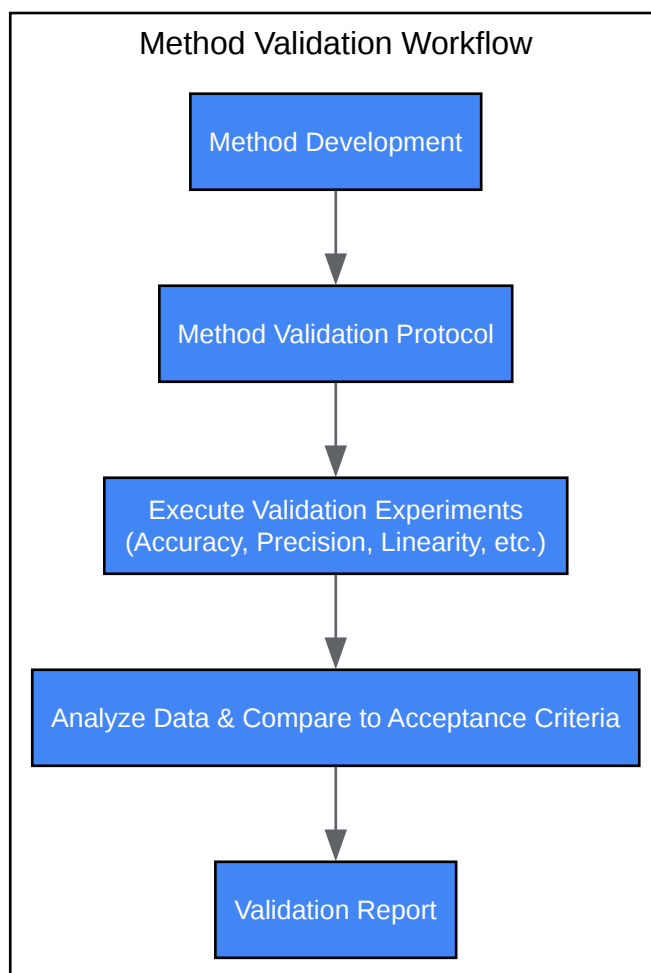 Method Validation Workflow
Method Development
Method Validation Protocol
Execute Validation Experiments
(Accuracy, Precision, Linearity, etc.)
Analyze Data & Compare to Acceptance Criteria
Validation Report